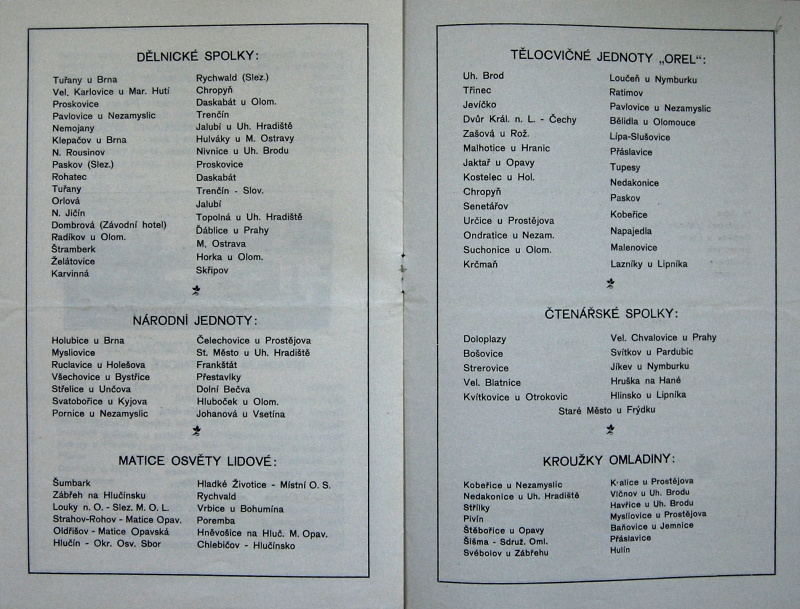 DĚLNICKÉ SPOLKY:
Tuřany u Brna
Vel. Karlovice u Mar. Hutí
Proskovice
Pavlovice u Nezamyslic
Nemojany
Klepačov u Brna
N. Rousinov
Paskov (Slez.)
Rohatec
Tuřany
Orlová
N. Jičín
Dombrová (Závodní hotel)
Radíkov u Olom.
Štramberk
Želátovice
Karvinná
Rychwald (Slez.)
Chropyň
Daskabát u Olom.
Trenčín
Jalubí u Uh. Hradiště
Hulváky u M. Ostravy
Nivnice u Uh. Brodu
Proskovice
Daskabát
Trenčín - Slov.
Jalubí
Topolná u Uh. Hradiště
Ďáblice u Prahy
M. Ostrava
Horka u Olom.
Skřipov
NÁRODNÍ JEDNOTY:
Holubice u Brna
Myslïovice
Ruclavice u Holešova
Všechovice u Bystřice
Střelice u Unčova
Svatobořice u Kyjova
Pornice u Nezamyslic
Čelechovice u Prostějova
St. Město u Uh. Hradiště
Frankštát
Přestavlky
Dolní Bečva
Hluboček u Olom.
Johanová u Vsetína
MATICE OSVĚTY LIDOVÉ:
Šumbark
Zábřeh na Hlučínsku
Louky n. O. - Slez. M. O. L.
Strahov-Rohov - Matice Opav.
Oldřišov - Matice Opavská
Hlučín - Okr. Osv. Sbor
Hladké Životice - Místní O. S.
Rychvald
Vrbice u Bohumína
Poremba
Hněvošice na Hluč. M. Opav.
Chlebičov - Hlučínsko
TĚLOCVIČNÉ JEDNOTY „OREL“:
Uh. Brod
Třinec
Jevíčko
Dvůr Král. n. L. - Čechy
Zašová u Rož.
Malhotice u Hranic
Jaktař u Opavy
Kostelec u Hol.
Chropyň
Senetářov
Určice u Prostějova
Ondratice u Nezam.
Suchonice u Olom.
Krčmaň
Loučeň u Nymburku
Ratimov
Pavlovice u Nezamyslic
Bělidla u Olomouce
Lípa-Slušovice
Přáslavice
Tupesy
Nedakonice
Paskov
Kobeřice
Napajedla
Malenovice
Lazníky u Lipníka
ČTENÁŘSKÉ SPOLKY:
Doloplazy
Bošovice
Strerovice
Vel. Blatnice
Kvítkovice u Otrokovic
Vel. Chvalovice u Prahy
Svítkov u Pardubic
Jíkev u Nymburku
Hruška na Hané
Hlinsko u Lipníka
Staré Město u Frýdku
KROUŽKY OMLADINY:
Kobeřice u Nezamyslic
Nedakonice u Uh. Hradiště
Střílky
Pivín
Štěbořice u Opavy
Šišma - Sdruž. Oml.
Svébolov u Zábřehu
K·alice u Prostějova
Vlčnov u Uh. Brodu
Havřice u Uh. Brodu
Myslïovice u Prostějova
Baňovice u Jemnice
Přáslavice
Hulín